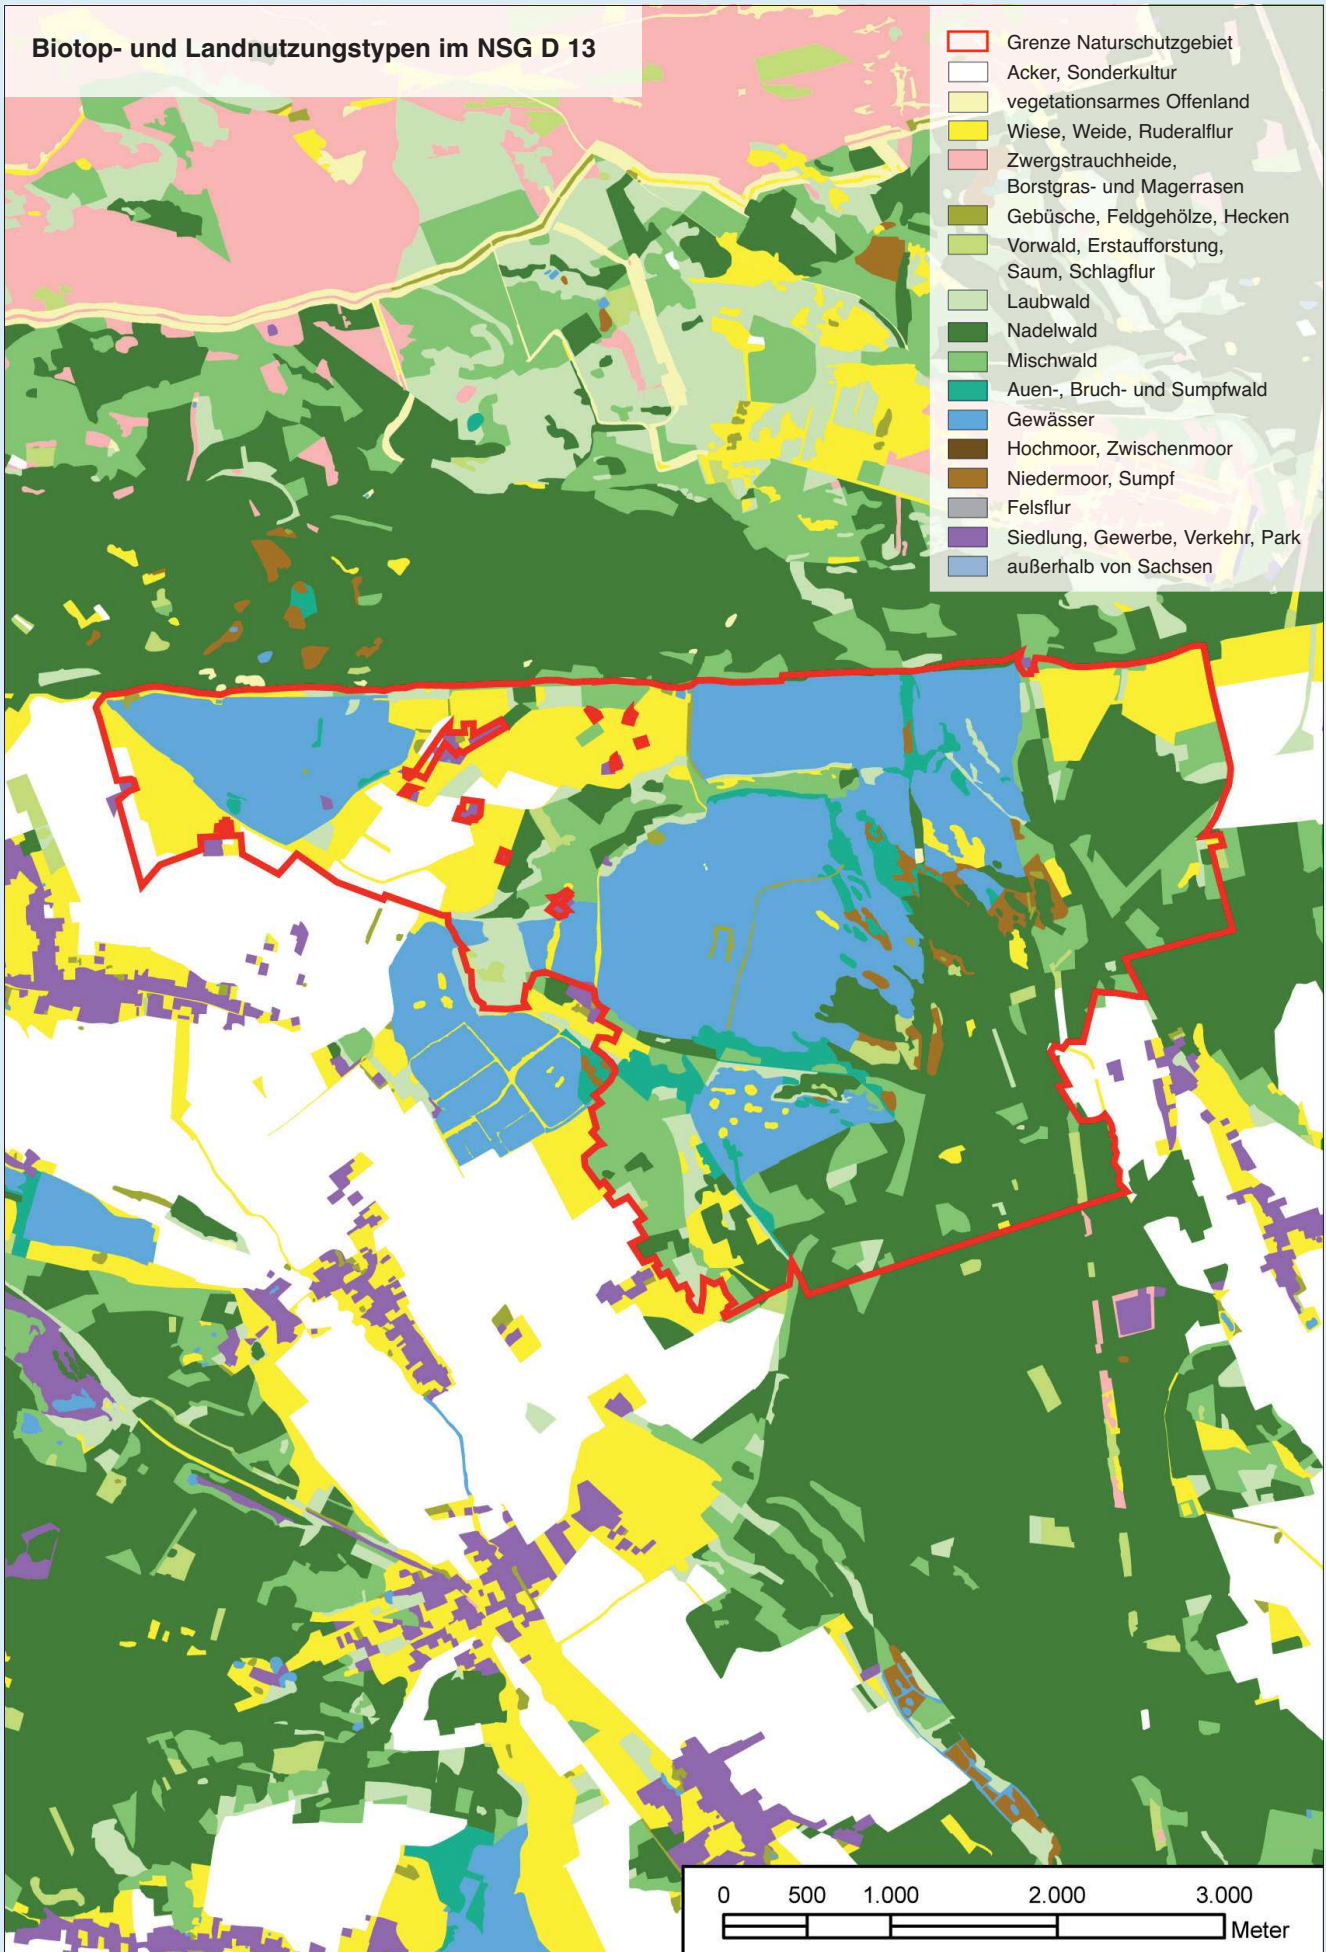 Biotop- und Landnutzungstypen im NSG D 13
Grenze Naturschutzgebiet
Acker, Sonderkultur
vegetationsarmes Offenland
Wiese, Weide, Ruderalflur
Zwergstrauchheide,
Borstgras- und Magerrasen
Gebüsche, Feldgehölze, Hecken
Vorwald, Erstaufforstung,
Saum, Schlagflur
Laubwald
Nadelwald
Mischwald
Auen-, Bruch- und Sumpfwald
Gewässer
Hochmoor, Zwischenmoor
Niedermoor, Sumpf
Felsflur
Siedlung, Gewerbe, Verkehr, Park
außerhalb von Sachsen
0 500 1.000 2.000 3.000
Meter